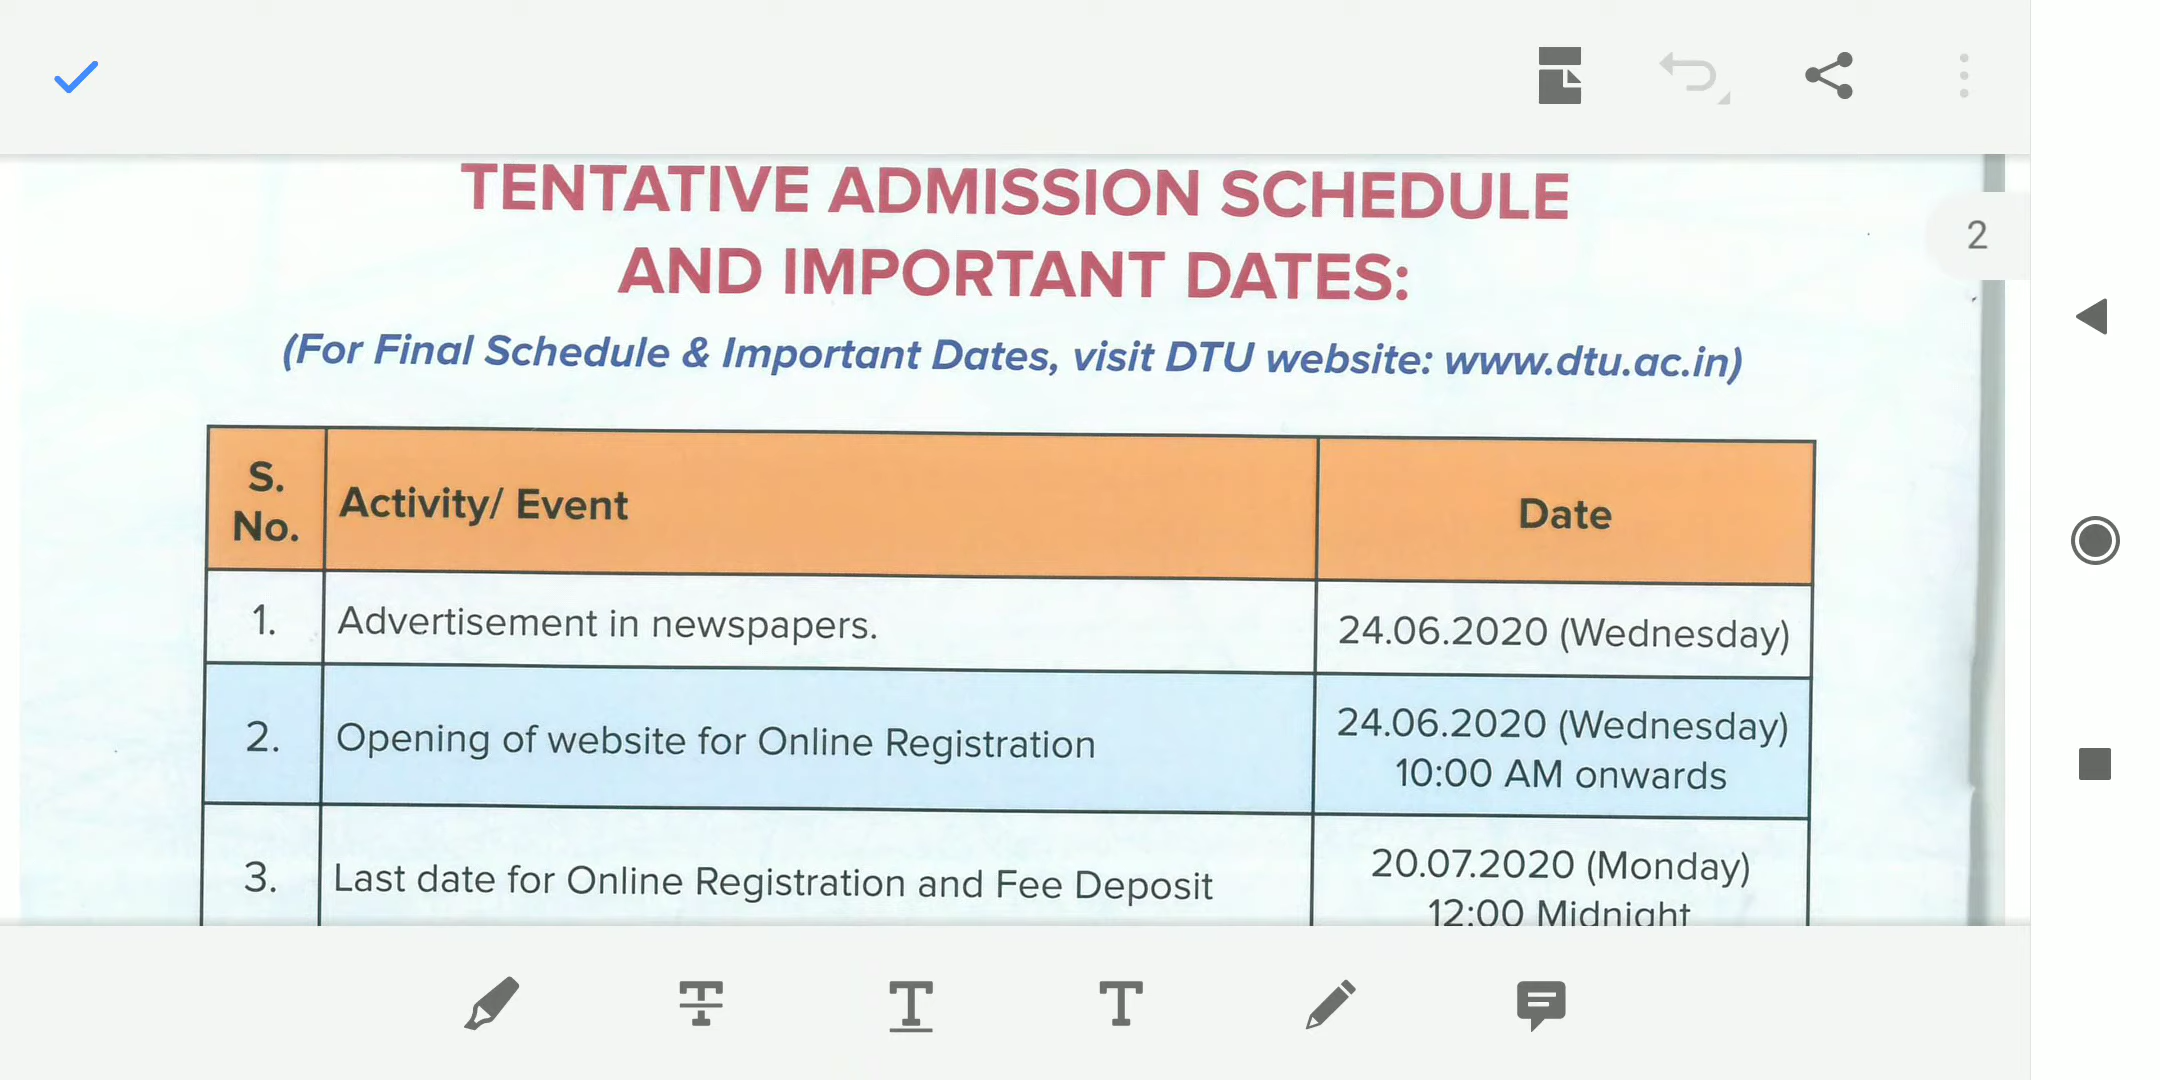 TENTATIVE ADMISSION SCHEDULE
AND IMPORTANT DATES:
2
(For Final Schedule & Important Dates, visit DTU website: www.dtu.ac.in)
S. No. Activity/ Event Date
1. Advertisement in newspapers. 24.06.2020 (Wednesday)
2. Opening of website for Online Registration 24.06.2020 (Wednesday)
10:00 AM onwards
3. Last date for Online Registration and Fee Deposit 20.07.2020 (Monday)
12:00 Midnight